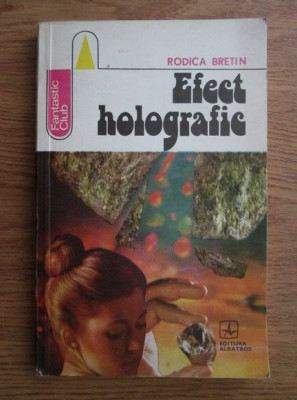 RODICA BRETIN
Efect
holografic
Fantastic
Club
EDITURA
ALBATROS